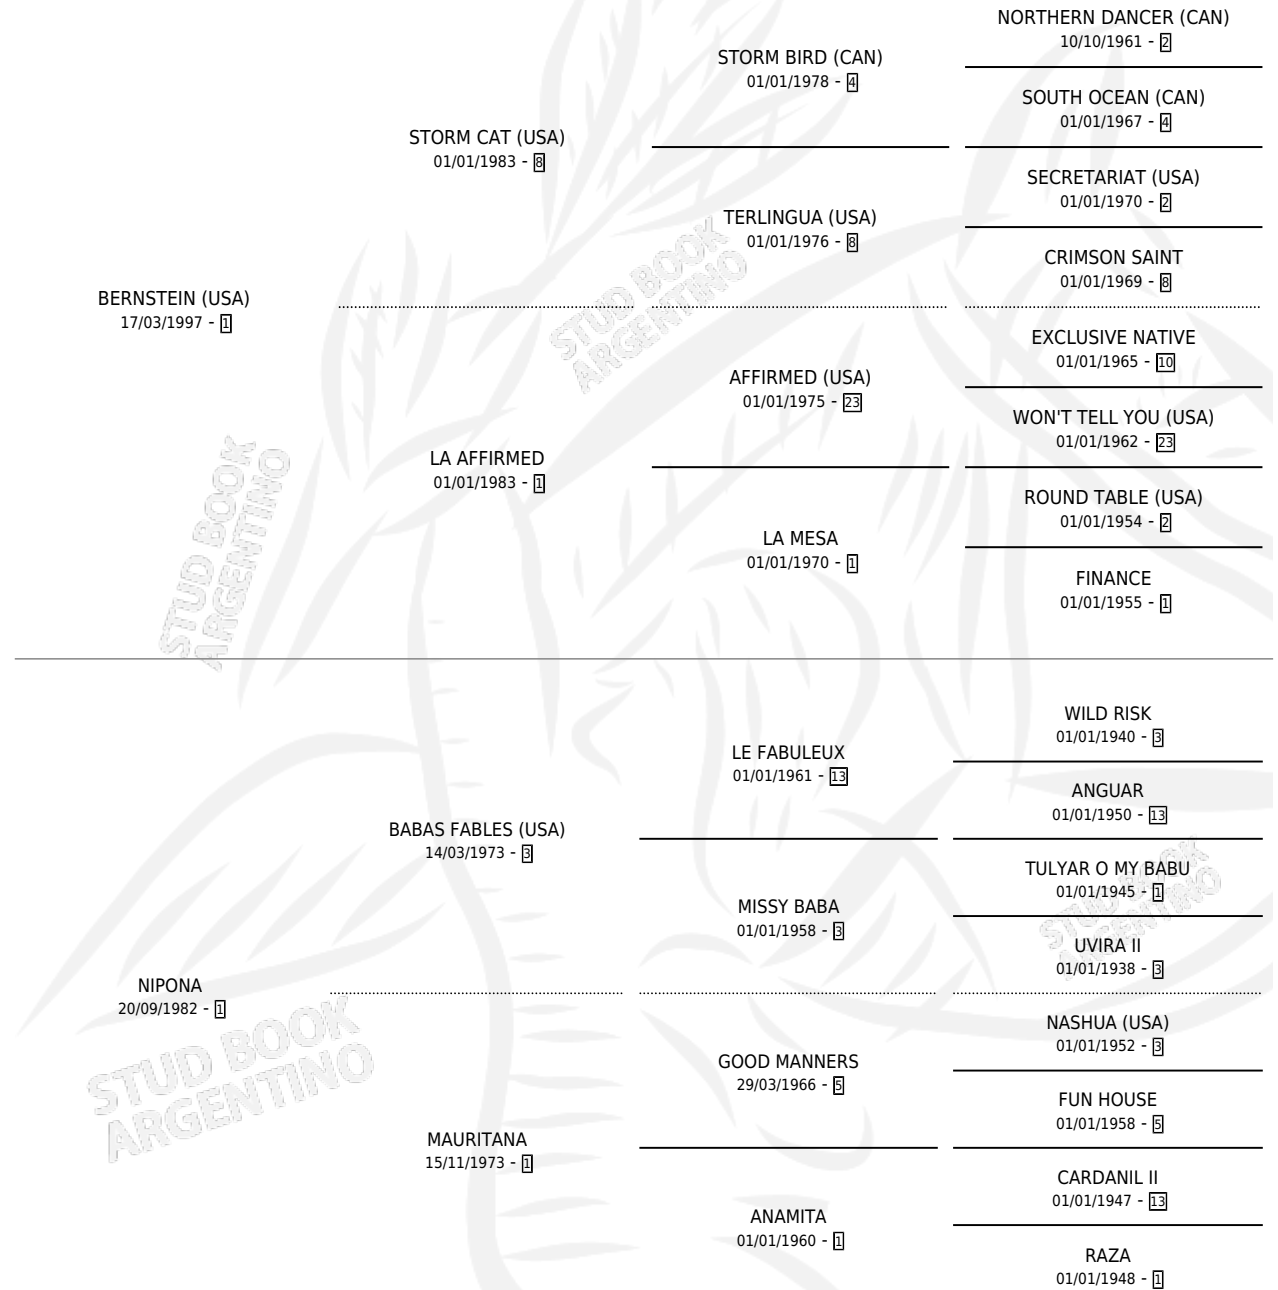 NORTHERN DANCER (CAN)
10/10/1961 - 2
STORM BIRD (CAN)
01/01/1978 - 4
SOUTH OCEAN (CAN)
01/01/1967 - 4
STORM CAT (USA)
01/01/1983 - 8
SECRETARIAT (USA)
01/01/1970 - 2
TERLINGUA (USA)
01/01/1976 - 8
CRIMSON SAINT
01/01/1969 - 8
BERNSTEIN (USA)
17/03/1997 - 1
EXCLUSIVE NATIVE
01/01/1965 - 10
AFFIRMED (USA)
01/01/1975 - 23
WON'T TELL YOU (USA)
01/01/1962 - 23
LA AFFIRMED
01/01/1983 - 1
ROUND TABLE (USA)
01/01/1954 - 2
LA MESA
01/01/1970 - 1
FINANCE
01/01/1955 - 1
WILD RISK
01/01/1940 - 3
LE FABULEUX
01/01/1961 - 13
ANGUAR
01/01/1950 - 13
BABAS FABLES (USA)
14/03/1973 - 3
TULYAR O MY BABU
01/01/1945 - 1
MISSY BABA
01/01/1958 - 3
UVIRA II
01/01/1938 - 3
NIPONA
20/09/1982 - 1
NASHUA (USA)
01/01/1952 - 3
GOOD MANNERS
29/03/1966 - 5
FUN HOUSE
01/01/1958 - 5
MAURITANA
15/11/1973 - 1
CARDANIL II
01/01/1947 - 13
ANAMITA
01/01/1960 - 1
RAZA
01/01/1948 - 1
STUD BOOK
ARGENTINO
STUD BOOK
ARGENTINO
STUD BOOK
ARGENTINO
STUD BOOK
ARGENTINO